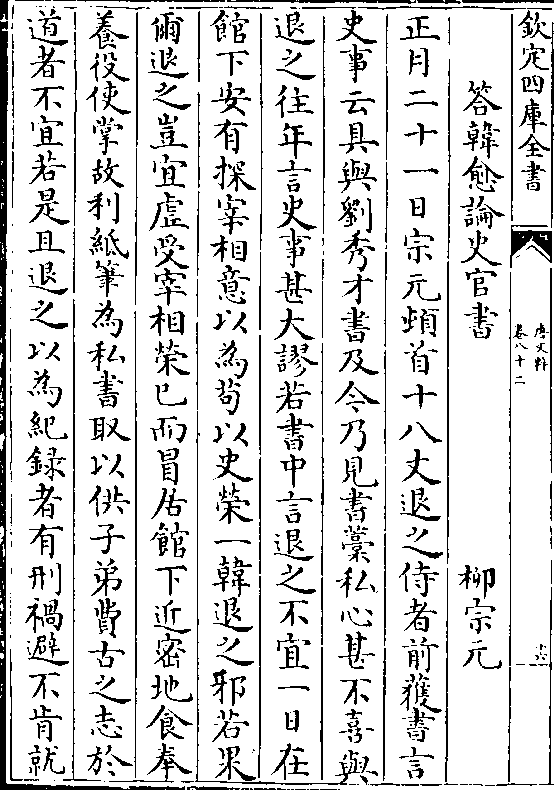 欽定四庫全書
唐文粹
卷八十二
十六
答韓愈論史官書 柳宗元
正月二十一日宗元頓首十八丈退之侍者前獲書言
史事云具與劉秀才書及今乃見書藁私心甚不喜與
退之往年言史事甚大謬若書中言退之不宜一日在
館下安有探宰相意以為苟以史榮一韓退之邪若果
爾退之豈宜虛受宰相榮已而冒居館下近密地食奉
養役使掌故利紙筆為私書取以供子弟費古之志於
道者不宜若是且退之以為紀錄者有刑禍避不肯就